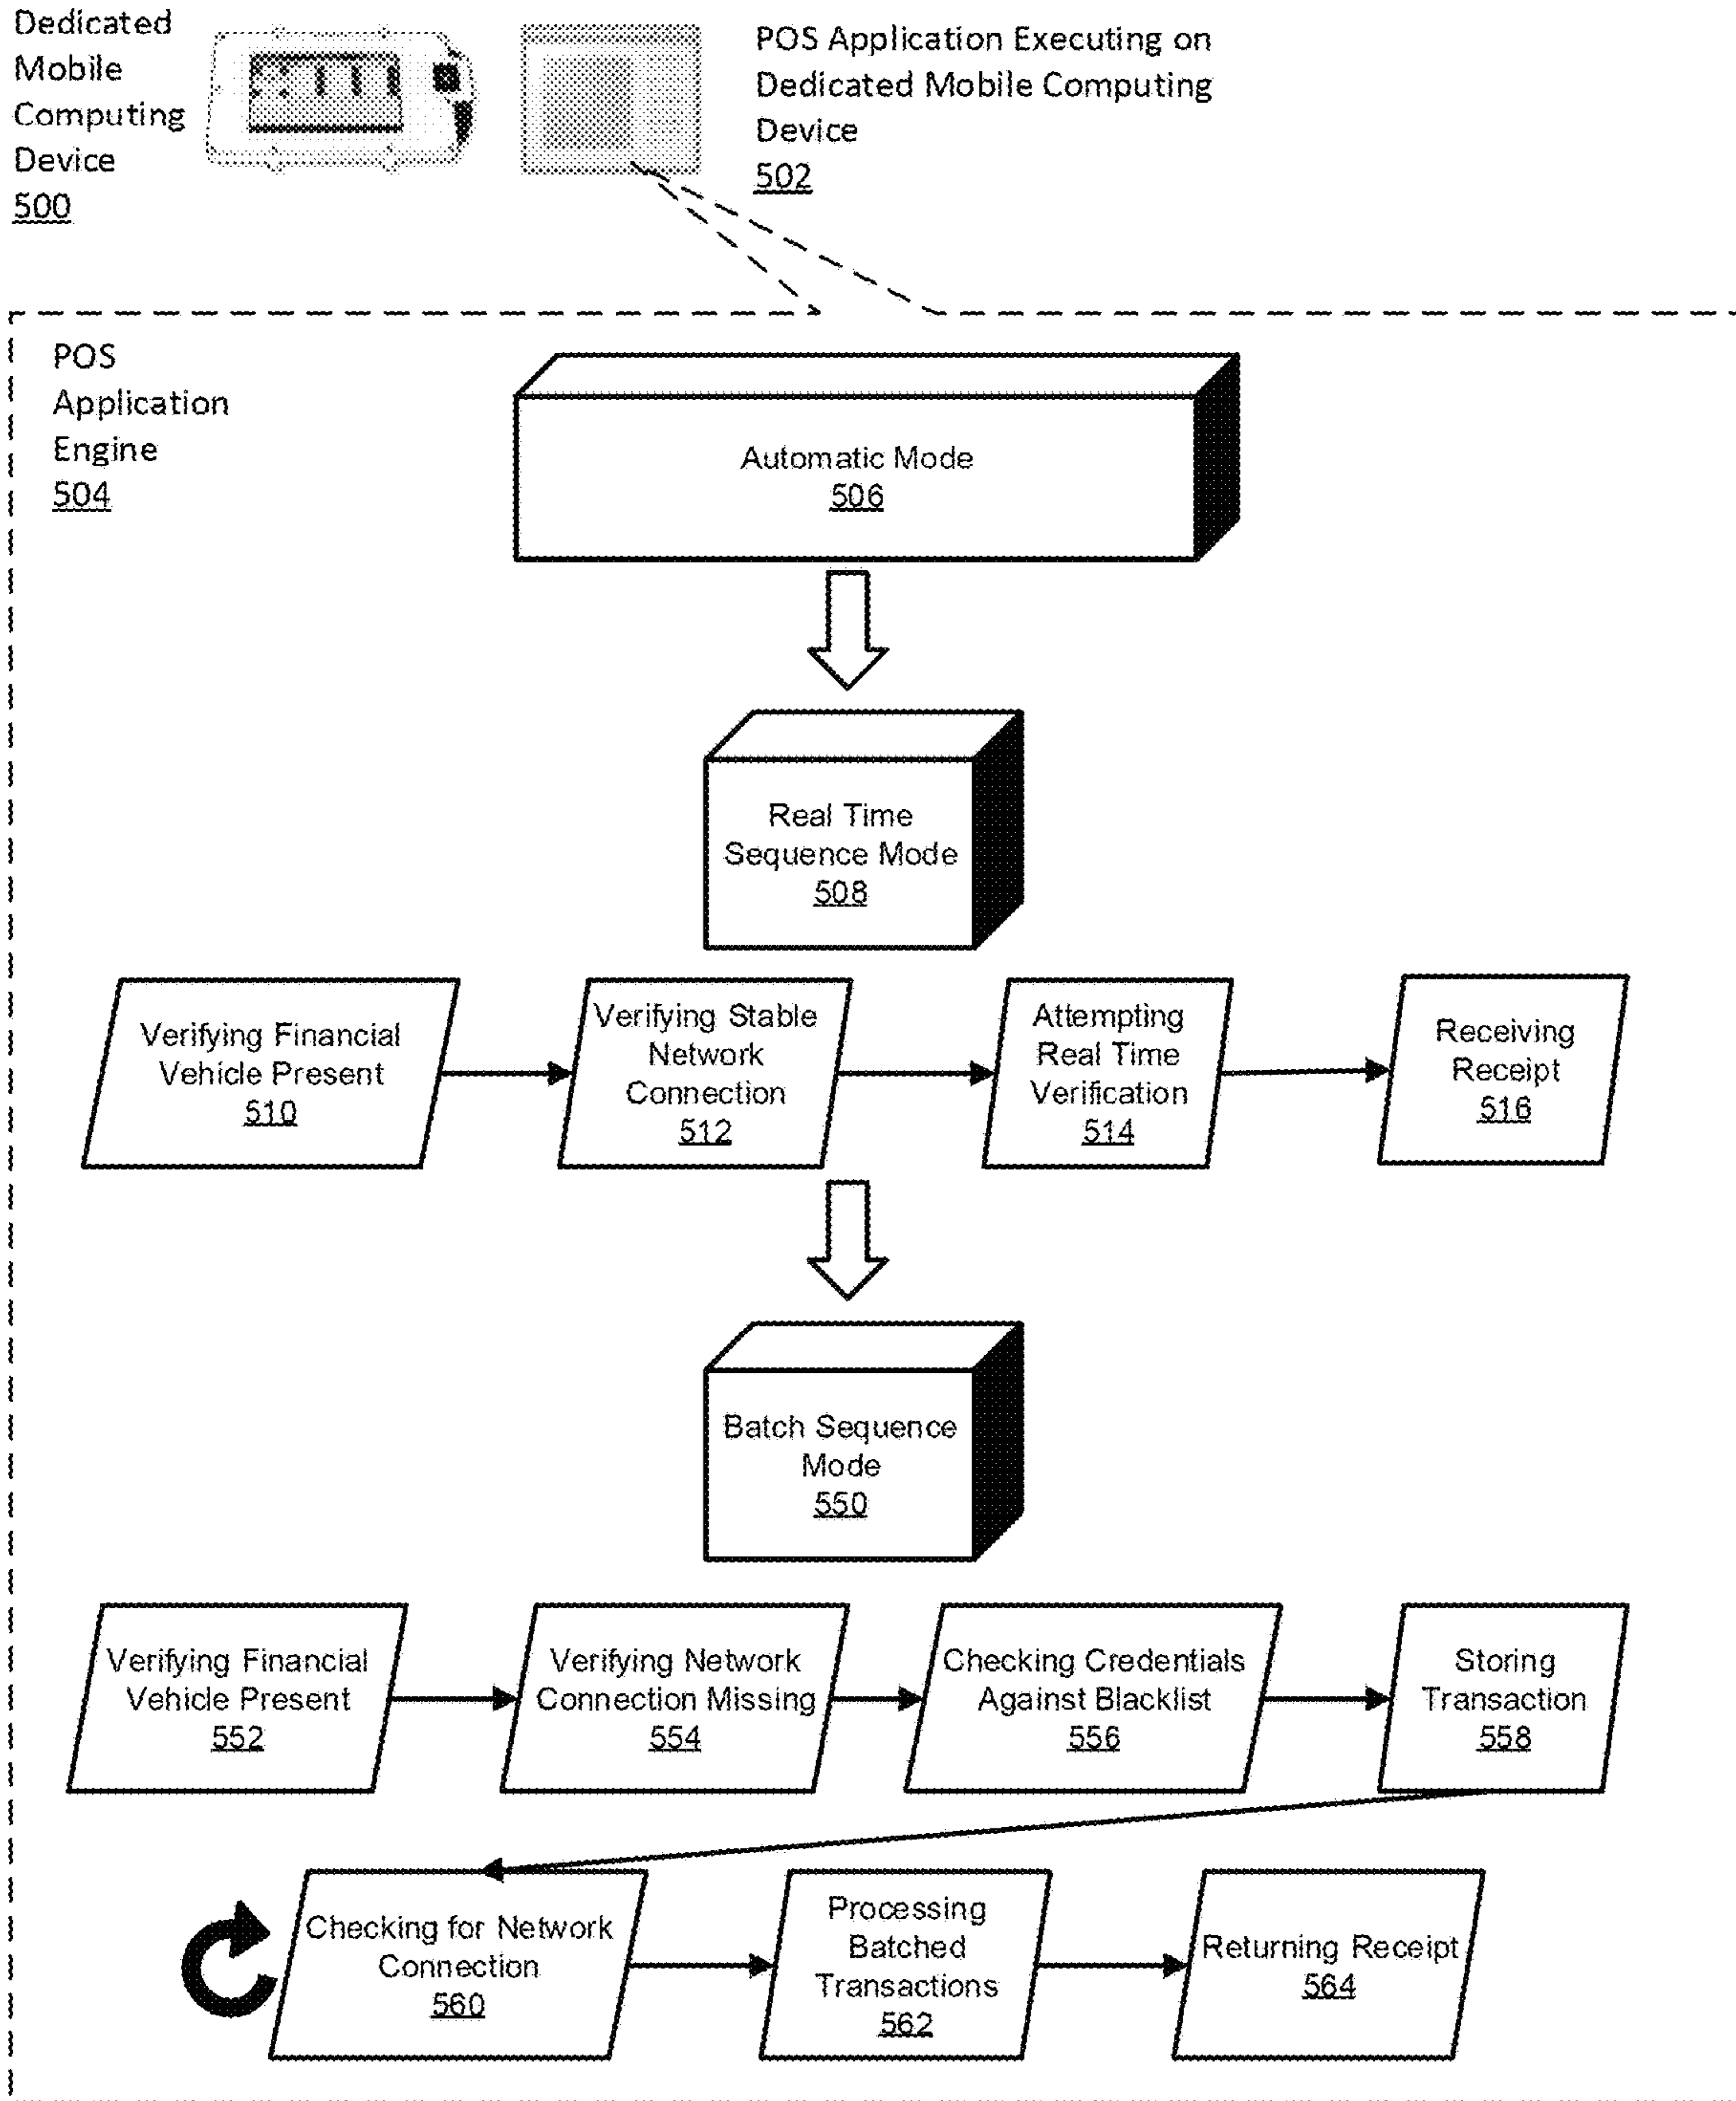 Dedicated
Mobile
Computing
Device
500
POS Application Executing on
Dedicated Mobile Computing
Device
502
POS
Application
Engine
504
Automatic Mode
506
Real Time
Sequence Mode
508
Verifying Financial
Vehicle Present
510
Verifying Stable
Network
Connection
512
Attempting
Real Time
Verification
514
Receiving
Receipt
516
Batch Sequence
Mode
550
Verifying Financial
Vehicle Present
552
Verifying Network
Connection Missing
554
Checking Credentials
Against Blacklist
556
Storing
Transaction
558
Checking for Network
Connection
560
Processing
Batched
Transactions
562
Returning Receipt
564